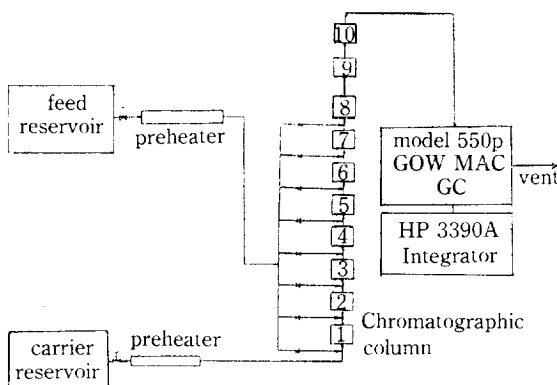 10
9
8
7
6
5
4
3
2
1
feed
reservoir
preheater
model 550p
GOW MAC
GC
vent
HP 3390A
Integrator
Chromatographic
column
preheater
carrier
reservoir